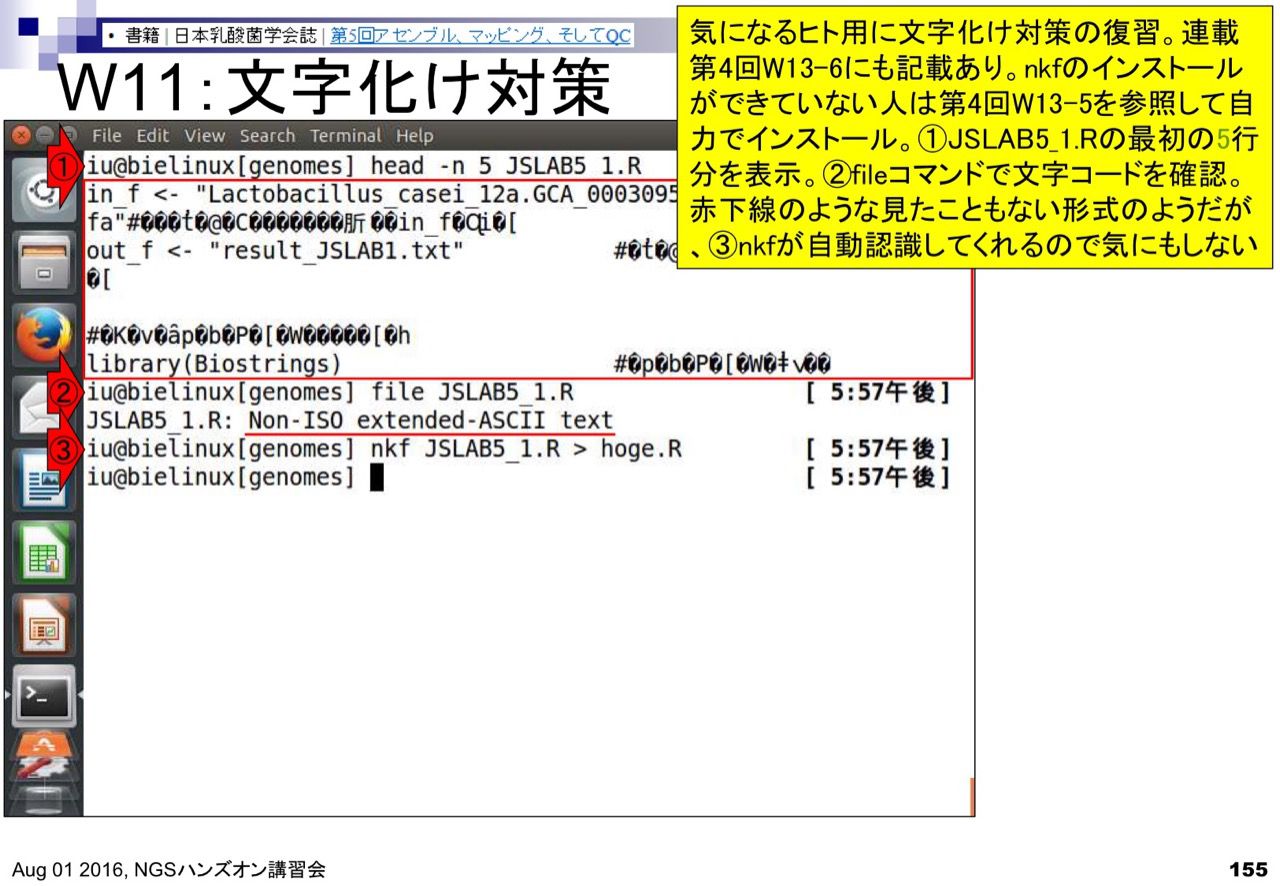 • 書籍 | 日本乳酸菌学会誌 | 第5回アセンブル、マッピング、そしてQC
W11：文字化け対策
気になるヒト用に文字化け対策の復習。連載
第4回W13-6にも記載あり。nkfのインストール
ができていない人は第4回W13-5を参照して自
力でインストール。①JSLAB5_1.Rの最初の5行
分を表示。②fileコマンドで文字コードを確認。
赤下線のような見たこともない形式のようだが
、③nkfが自動認識してくれるので気にもしない
File Edit View Search Terminal Help
① iu@bielinux[genomes] head -n 5 JSLAB5_1.R
in_f <- "Lactobacillus_casei_12a.GCA_0003095
fa"#���ť�@�C�������㪽��in_f�Ϥi�[
out_f <- "result_JSLAB1.txt" #�ť�@
�[
#�K�v�âp�b�P�[�W�����[�h
library(Biostrings) #�p�b�P�[�W�ǂ√��
② iu@bielinux[genomes] file JSLAB5_1.R [ 5:57午後]
JSLAB5_1.R: Non-ISO extended-ASCII text
③ iu@bielinux[genomes] nkf JSLAB5_1.R > hoge.R [ 5:57午後]
iu@bielinux[genomes] [ 5:57午後]
Aug 01 2016, NGSハンズオン講習会
155